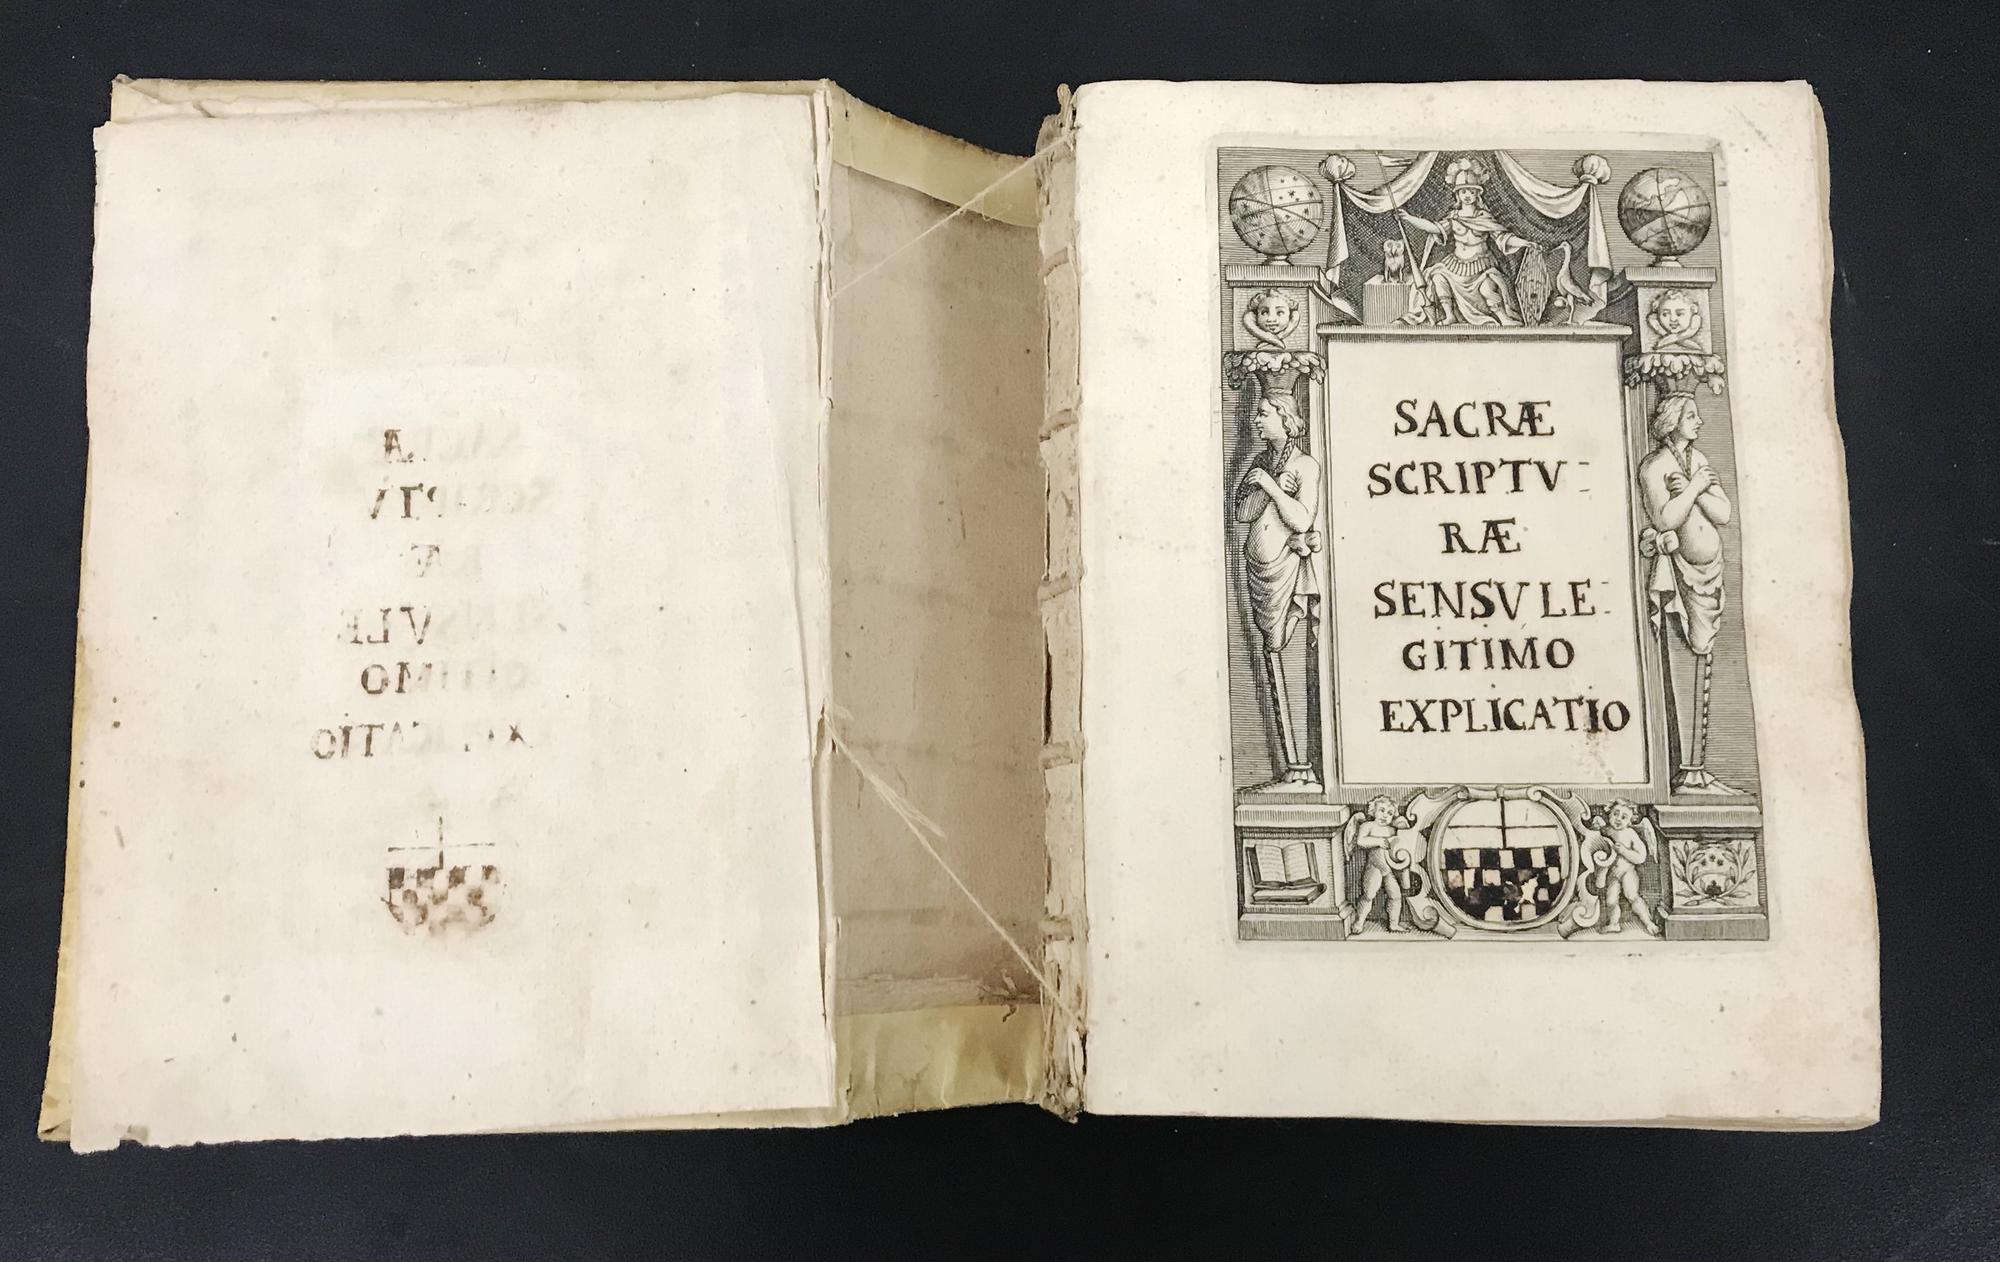 SACRÆ
SCRIPTV -
RÆ
SENSV LE -
GITIMO
EXPLICATIO